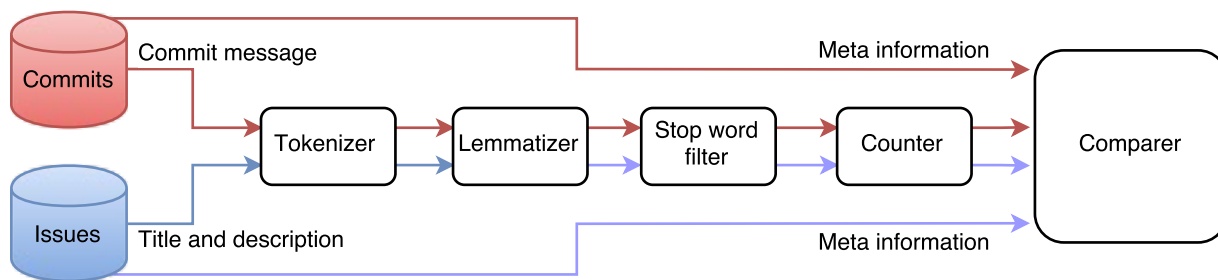 Commit message
Meta information
Commits
Tokenizer
Lemmatizer
Stop word
filter
Counter
Comparer
Issues
Title and description
Meta information